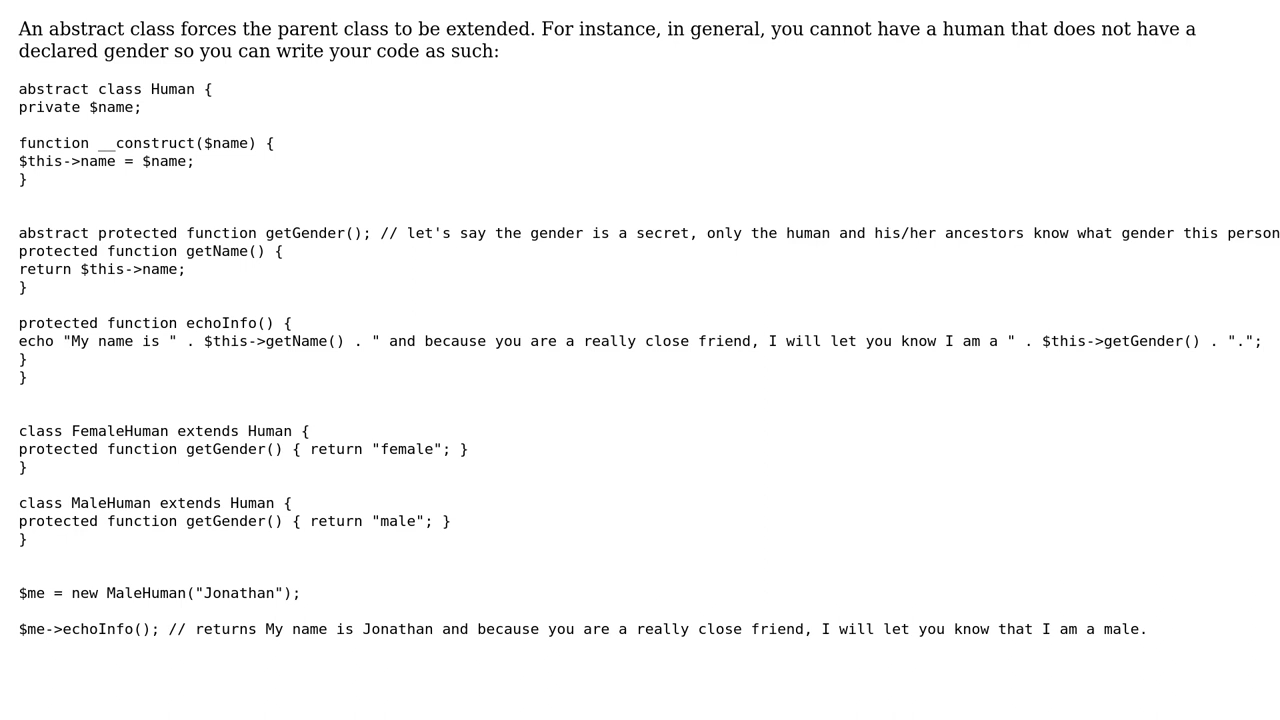 An abstract class forces the parent class to be extended. For instance, in general, you cannot have a human that does not have a
declared gender so you can write your code as such:
abstract class Human {
private $name;
function __construct($name) {
$this->name = $name;
}
abstract protected function getGender(); // let's say the gender is a secret, only the human and his/her ancestors know what gender this person
protected function getName() {
return $this->name;
}
protected function echoInfo() {
echo "My name is " . $this->getName() . " and because you are a really close friend, I will let you know I am a " . $this->getGender() . ".";
}
}
class FemaleHuman extends Human {
protected function getGender() { return "female"; }
}
class MaleHuman extends Human {
protected function getGender() { return "male"; }
}
$me = new MaleHuman("Jonathan");
$me->echoInfo(); // returns My name is Jonathan and because you are a really close friend, I will let you know that I am a male.